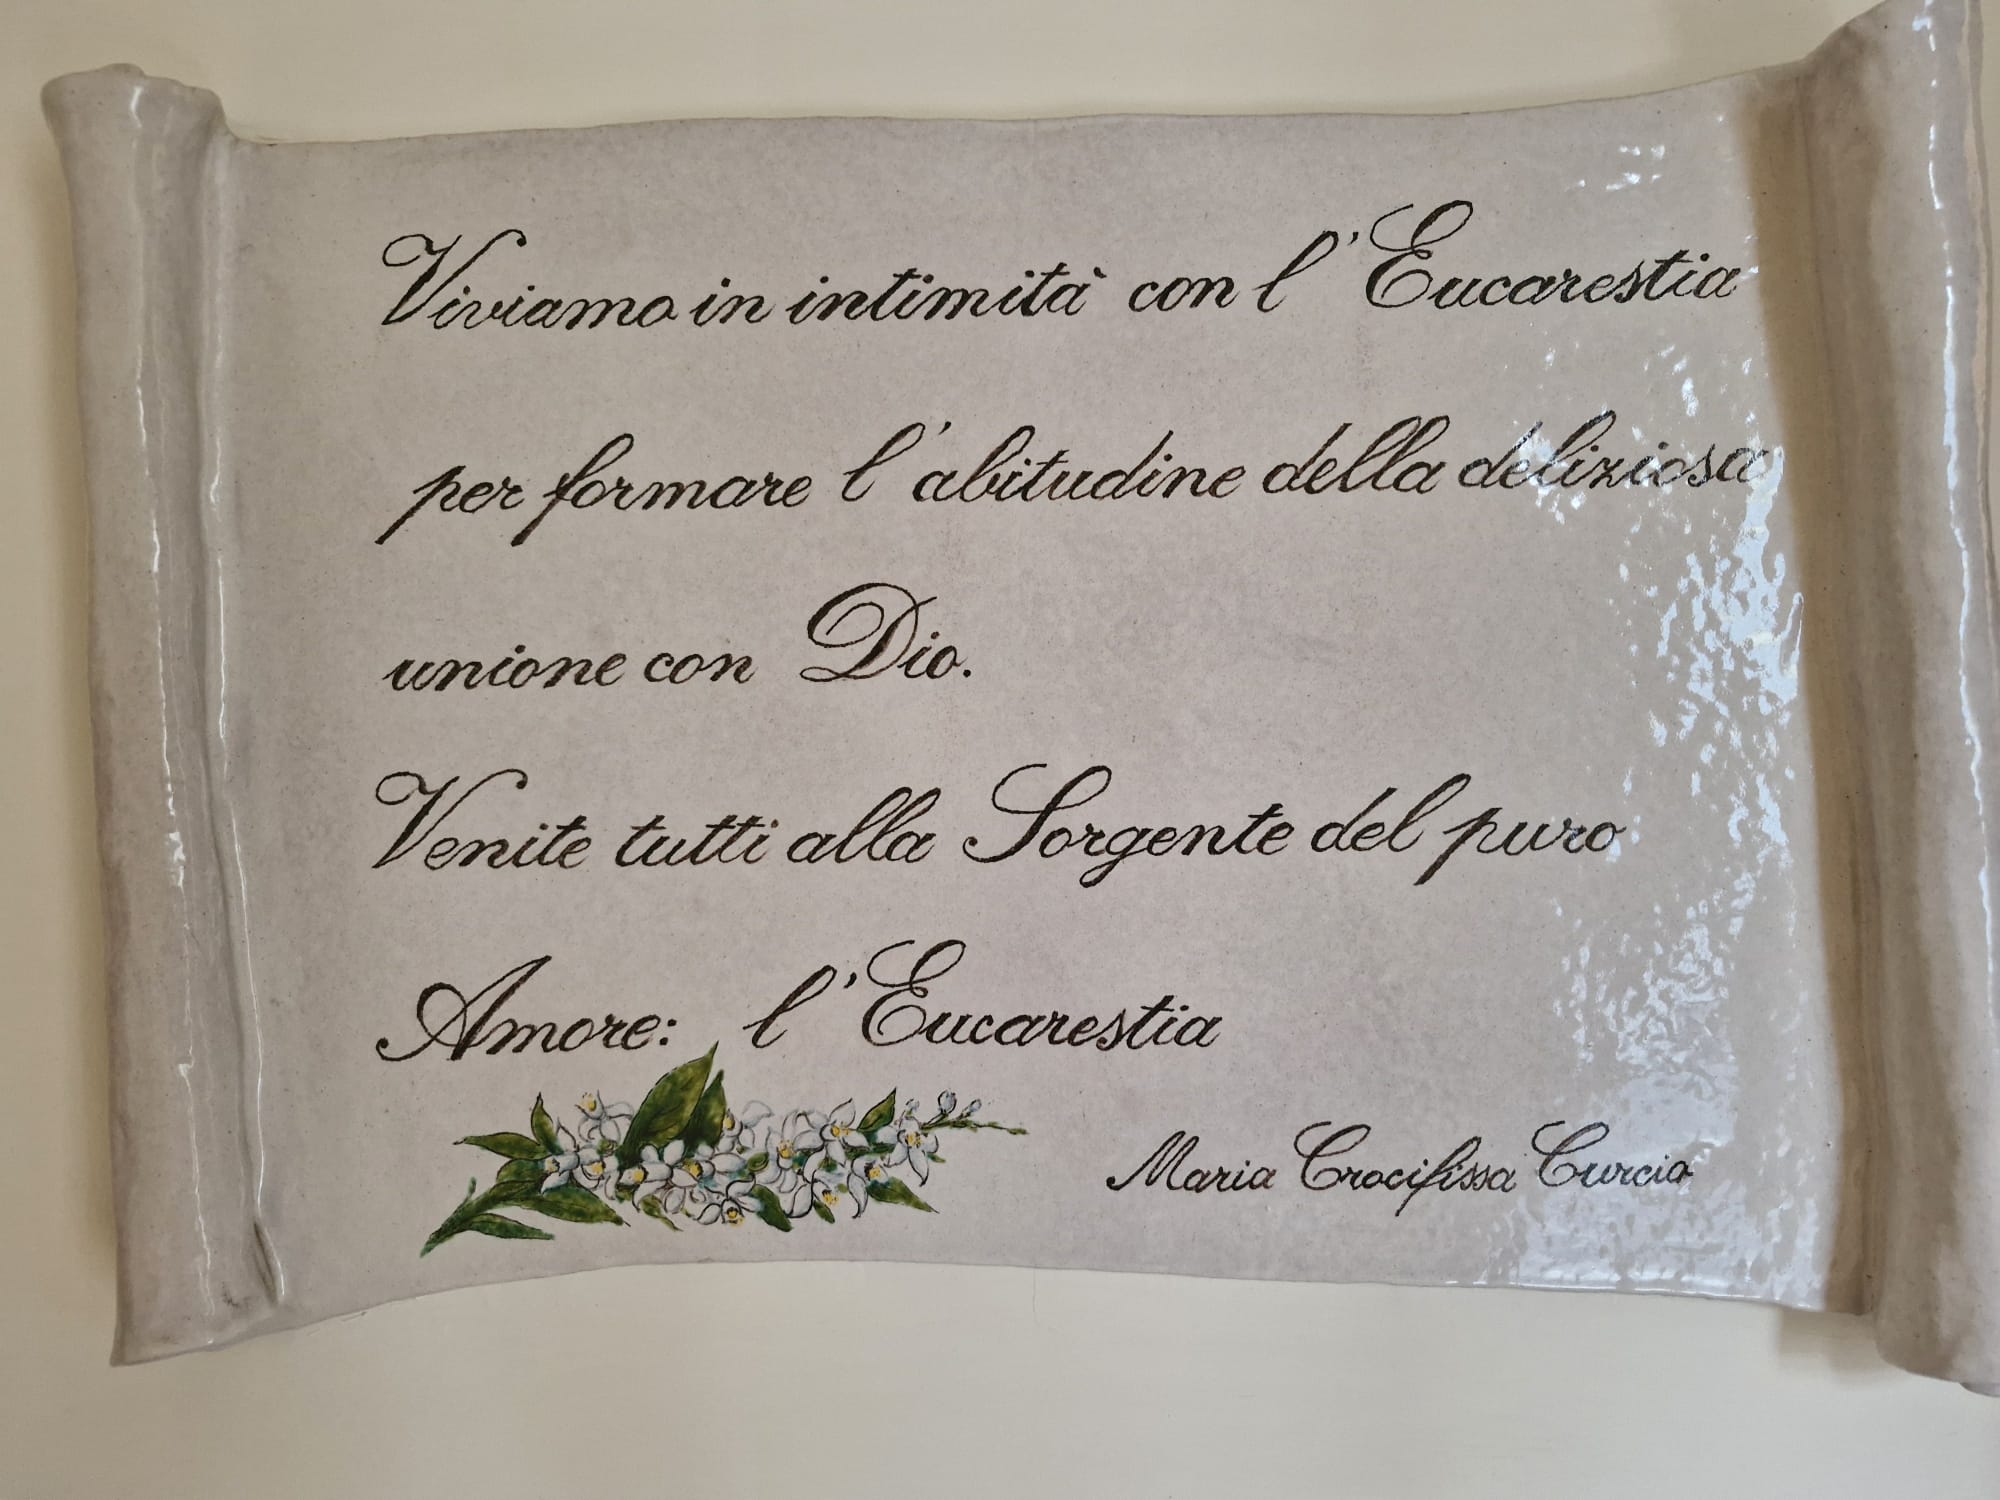 Viviamo in intimità con l'Eucarestia
per formare l'abitudine della deliziosa
unione con Dio.
Venite tutti alla Sorgente del puro
Amore: l'Eucarestia
Maria Crocifissa Curcio